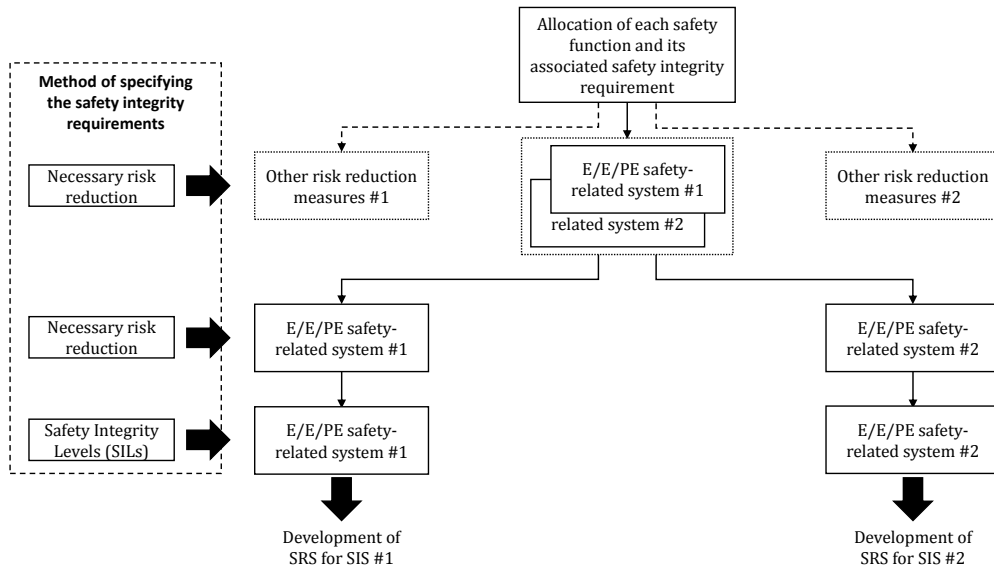 Allocation of each safety
function and its
associated safety integrity
requirement
Method of specifying
the safety integrity
requirements
Necessary risk
reduction
Other risk reduction
measures #1
E/E/PE safety-
related system #1
related system #2
Other risk reduction
measures #2
Necessary risk
reduction
E/E/PE safety-
related system #1
E/E/PE safety-
related system #2
Safety Integrity
Levels (SILs)
E/E/PE safety-
related system #1
E/E/PE safety-
related system #2
Development of
SRS for SIS #1
Development of
SRS for SIS #2